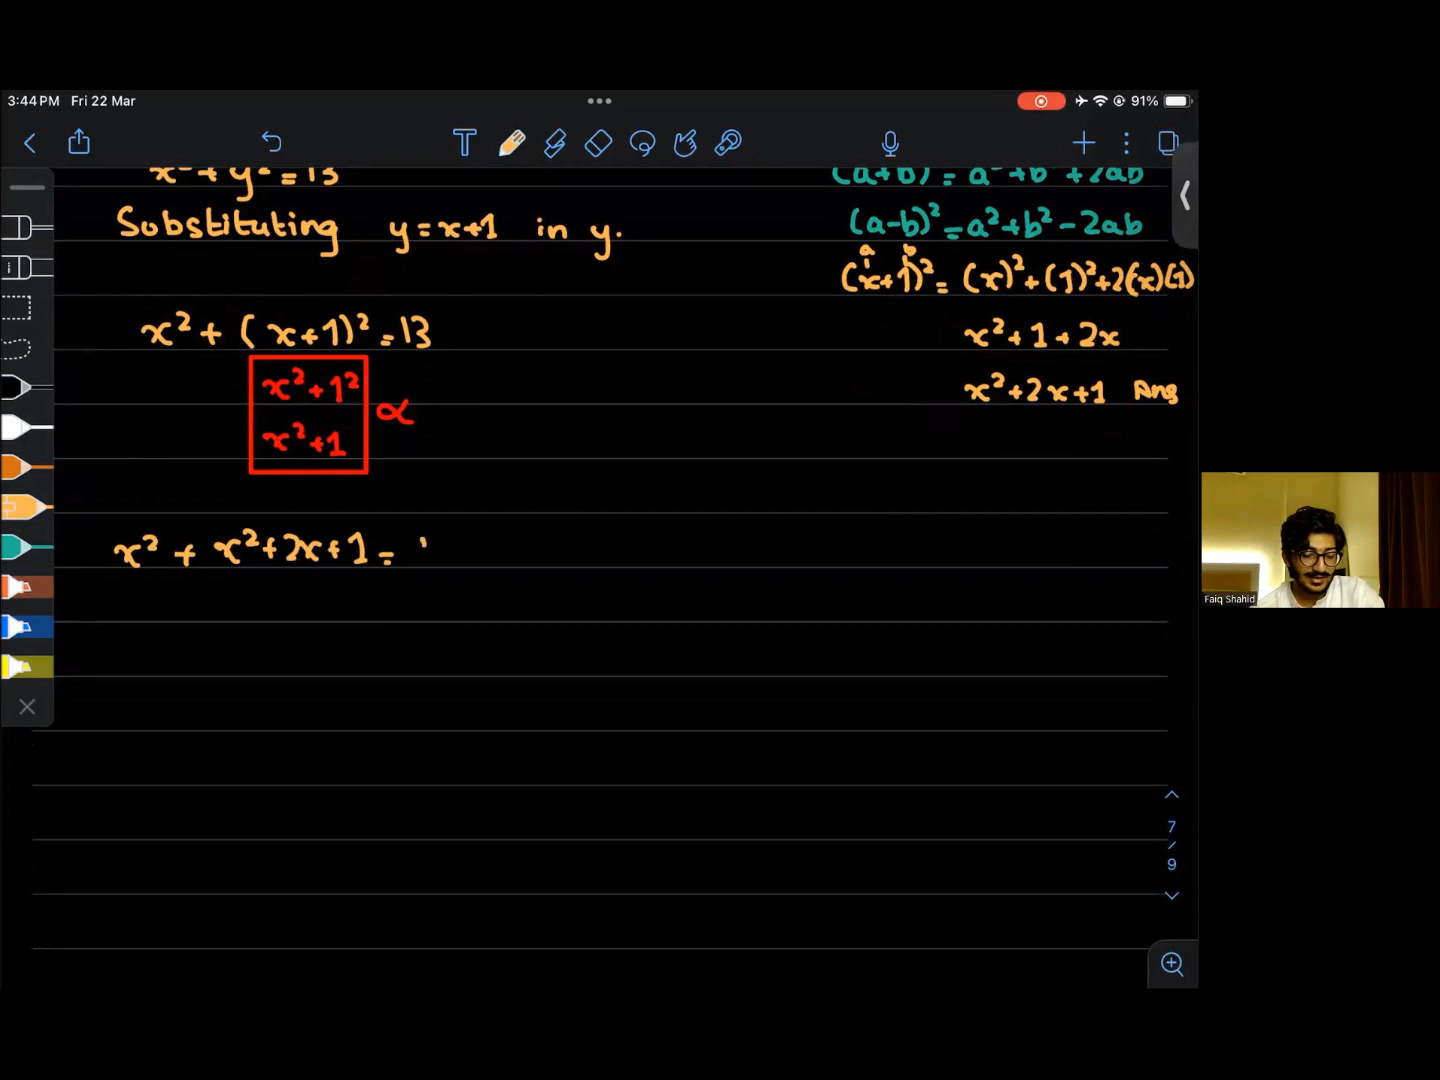 3:44 PM Fri 22 Mar
91%
x² + y² = 13
(a+b)² = a² + b² + 2ab
Substituting y = x+1 in y.
(a-b)² = a² + b² - 2ab
a b
(x+1)² = (x)² + (1)² + 2(x)(1)
x² + (x+1)² = 13
x² + 1 + 2x
x² + 1²
x² + 2x + 1 Ans
x² + 1
x² + x² + 2x + 1 =
Faiq Shahid
7
9